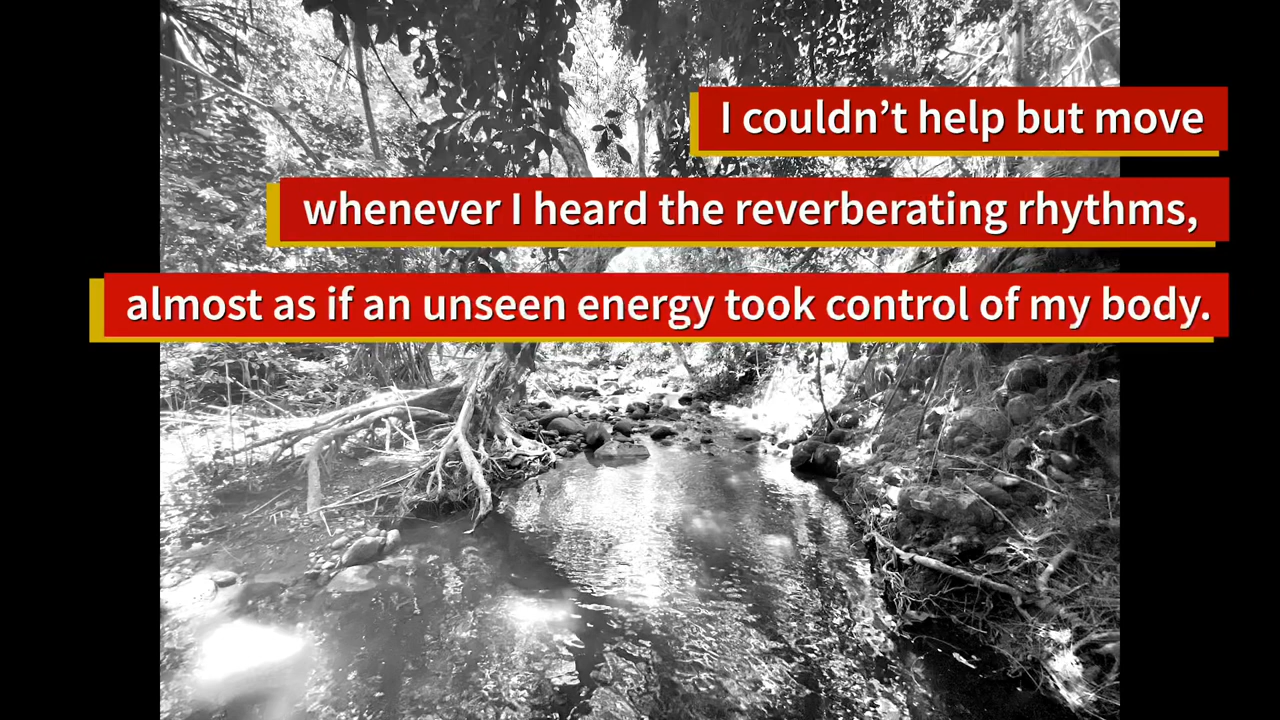 I couldn’t help but move
whenever I heard the reverberating rhythms,
almost as if an unseen energy took control of my body.